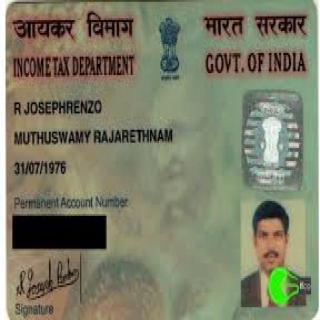 आयकर विभाग
भारत सरकार
INCOME TAX DEPARTMENT
GOVT. OF INDIA
R JOSEPHRENZO
MUTHUSWAMY RAJARETHNAM
31/07/1976
Permanent Account Number
Signature